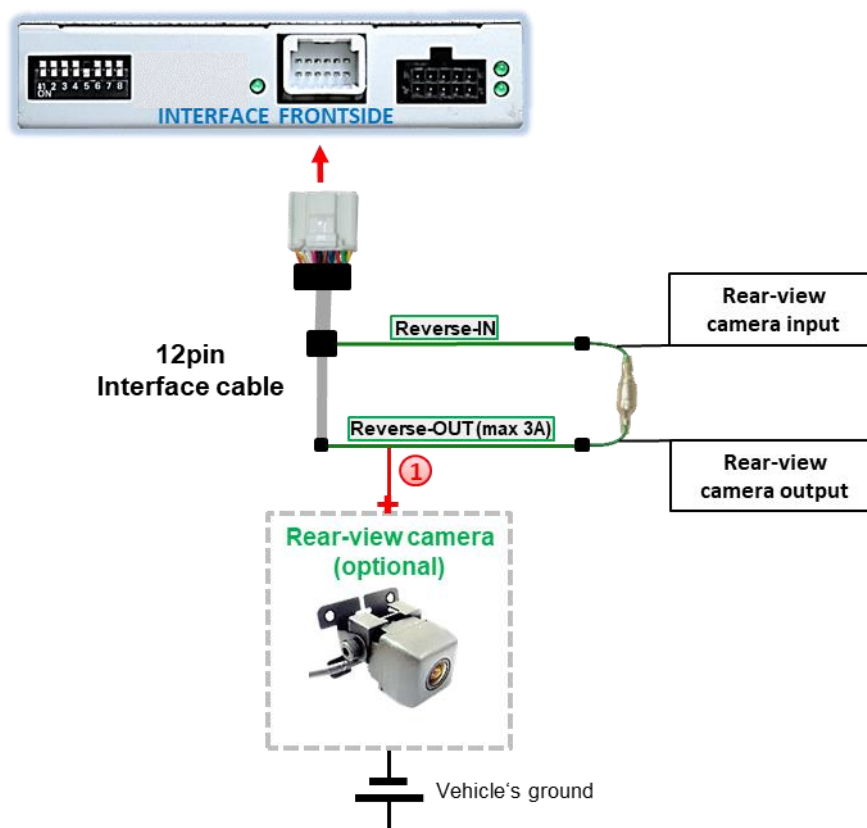 1 2 3 4 5 6 7 8
ON
INTERFACE FRONTSIDE
12pin
Interface cable
Reverse-IN
Rear-view
camera input
Reverse-OUT (max 3A)
1
Rear-view
camera output
Rear-view camera
(optional)
Vehicle‘s ground